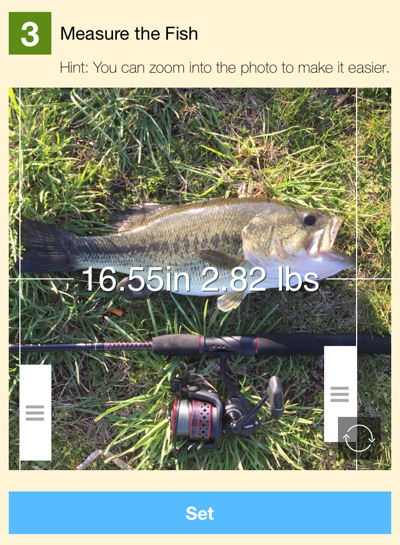 3
Measure the Fish
Hint: You can zoom into the photo to make it easier.
16.55in 2.82 lbs
Set